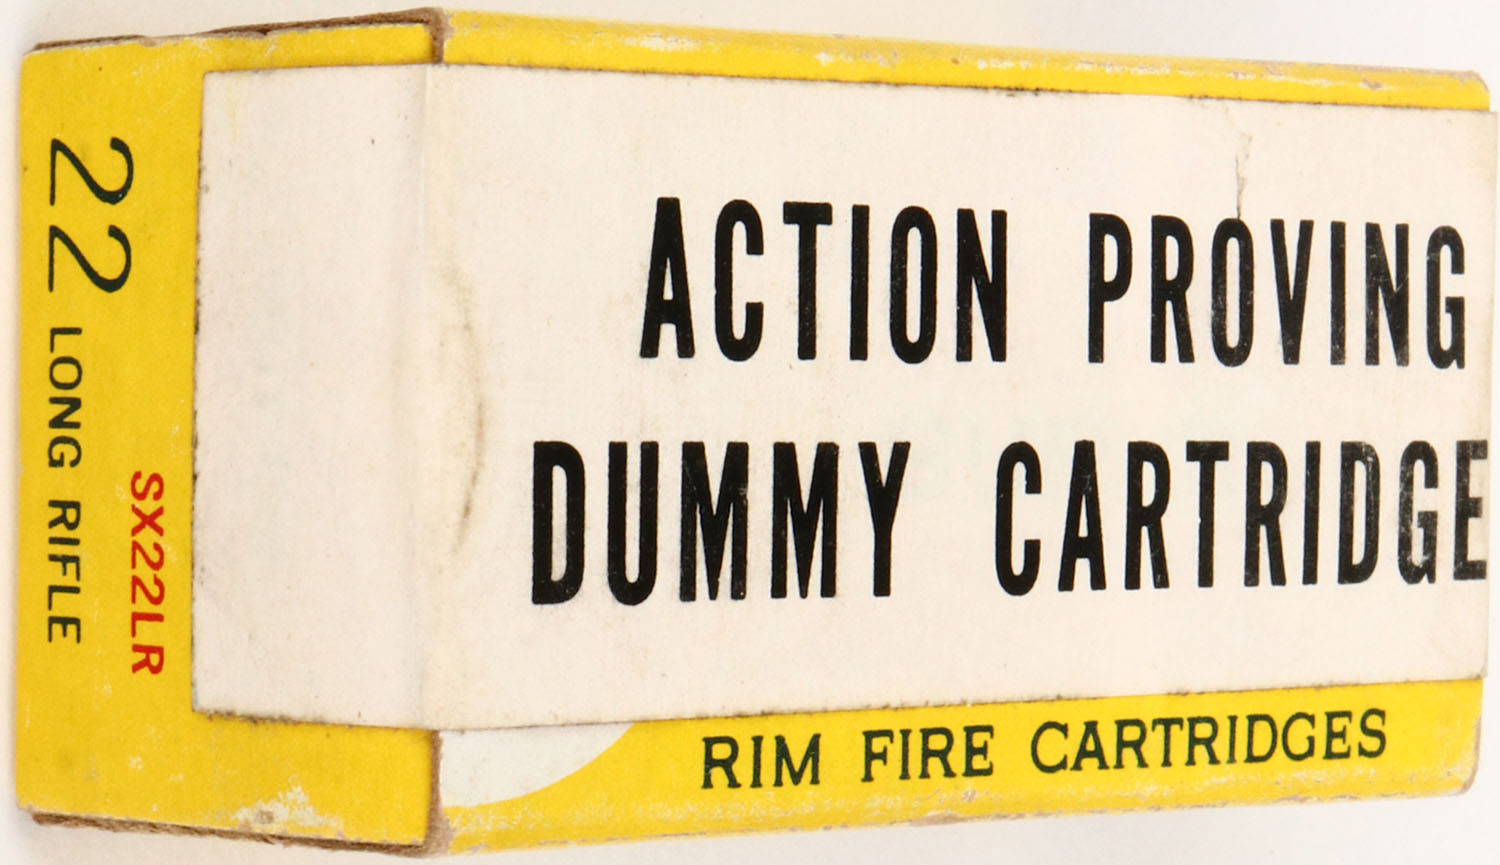 ACTION PROVING
DUMMY CARTRIDGE
RIM FIRE CARTRIDGES
22 LONG RIFLE
SX22LR